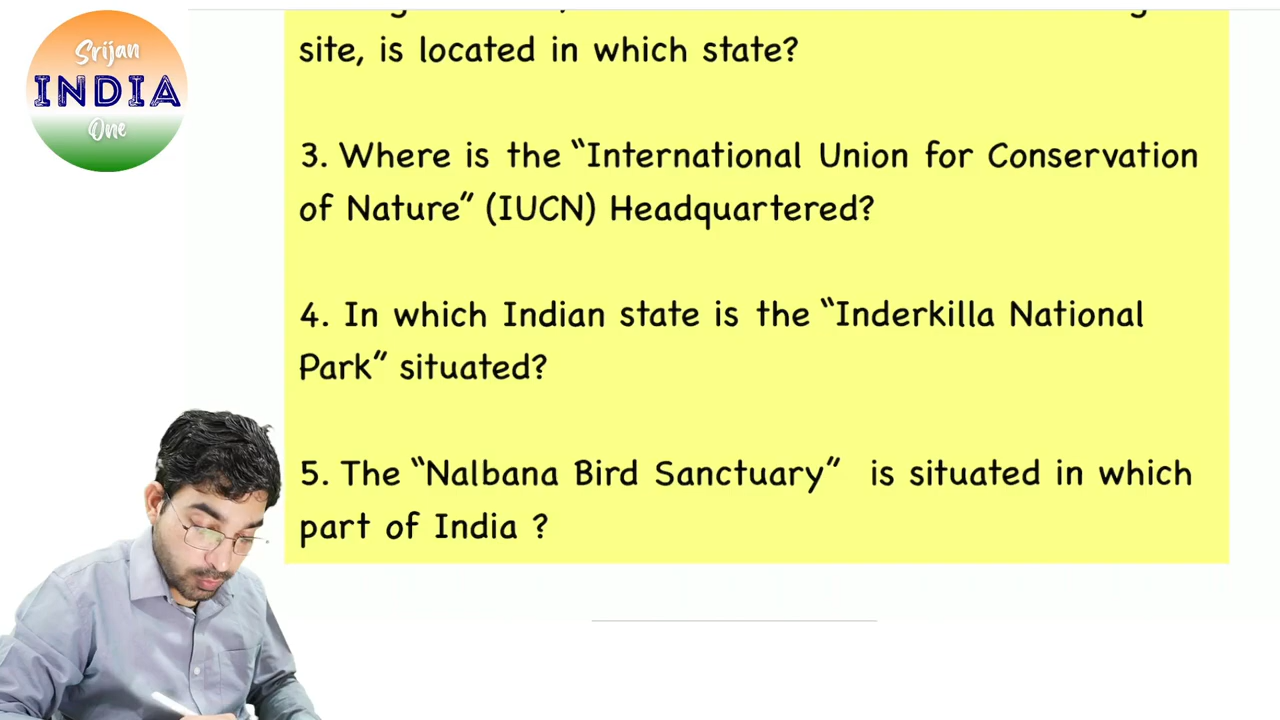 Srijan
INDIA
One
site, is located in which state?
3. Where is the “International Union for Conservation
of Nature” (IUCN) Headquartered?
4. In which Indian state is the “Inderkilla National
Park” situated?
5. The “Nalbana Bird Sanctuary” is situated in which
part of India ?